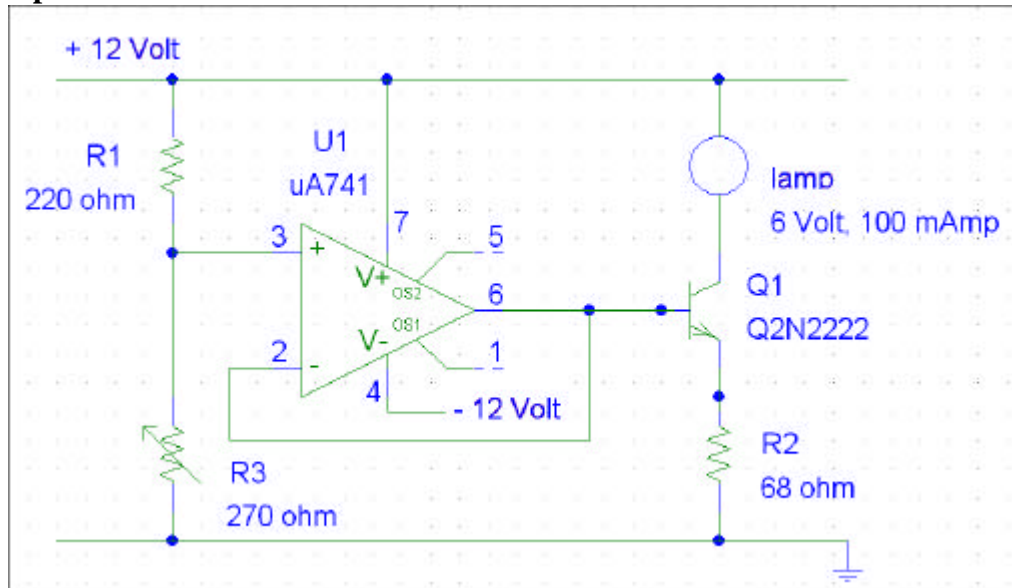 + 12 Volt
R1
220 ohm
U1
uA741
3
+
7
V+
OS2
5
6
OS1
V-
1
2
-
4
- 12 Volt
lamp
6 Volt, 100 mAmp
Q1
Q2N2222
R3
270 ohm
R2
68 ohm